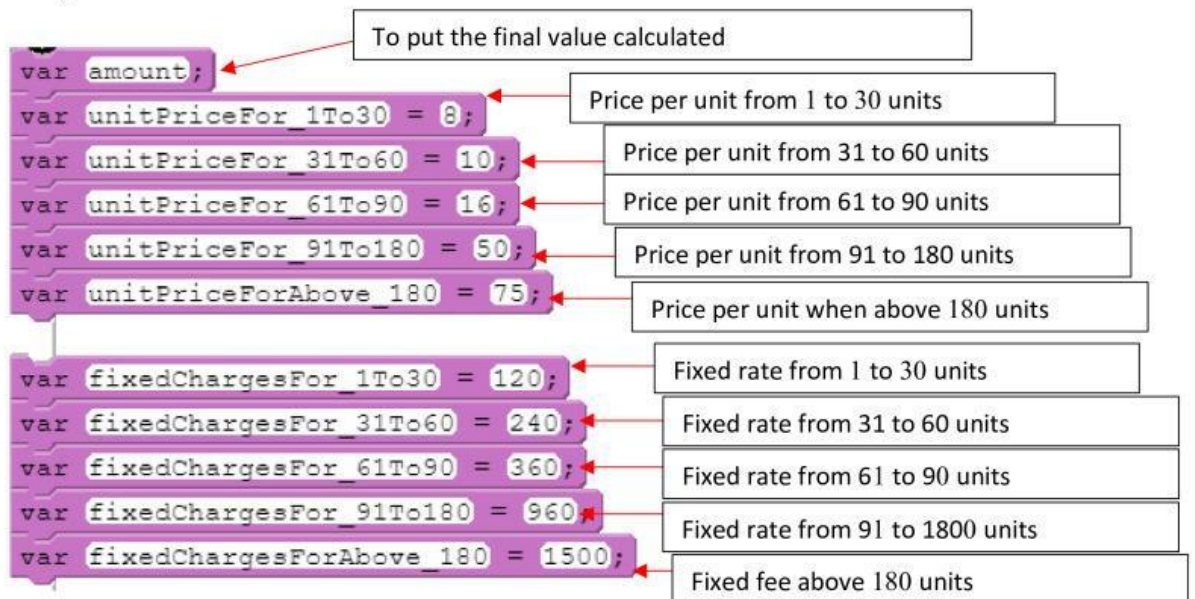 To put the final value calculated
var amount;
Price per unit from 1 to 30 units
var unitPriceFor_1To30 = 8;
Price per unit from 31 to 60 units
var unitPriceFor_31To60 = 10;
Price per unit from 61 to 90 units
var unitPriceFor_61To90 = 16;
Price per unit from 91 to 180 units
var unitPriceFor_91To180 = 50;
Price per unit when above 180 units
var unitPriceForAbove_180 = 75;
Fixed rate from 1 to 30 units
var fixedChargesFor_1To30 = 120;
Fixed rate from 31 to 60 units
var fixedChargesFor_31To60 = 240;
Fixed rate from 61 to 90 units
var fixedChargesFor_61To90 = 360;
Fixed rate from 91 to 1800 units
var fixedChargesFor_91To180 = 960;
Fixed fee above 180 units
var fixedChargesForAbove_180 = 1500;